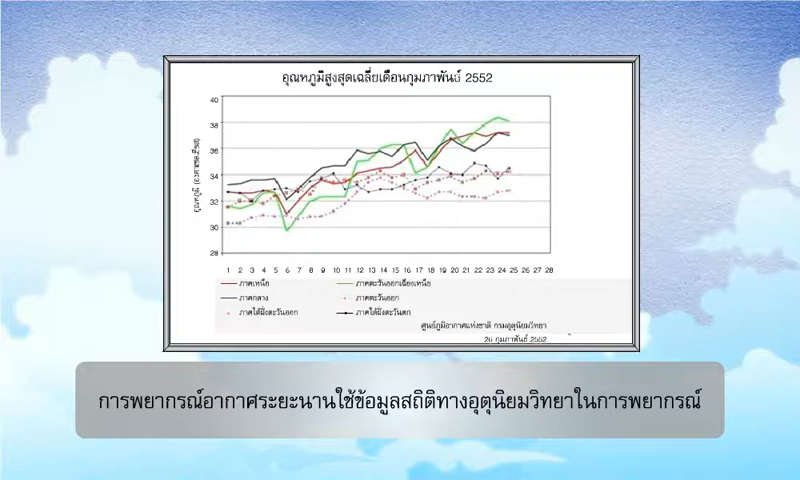 อุณหภูมิสูงสุดเฉลี่ยเดือนกุมภาพันธ์ 2552
40
38
36
34
32
30
28
1 2 3 4 5 6 7 8 9 10 11 12 13 14 15 16 17 18 19 20 21 22 23 24 25 26 27 28
ภาคเหนือ ภาคตะวันออกเฉียงเหนือ
ภาคกลาง ภาคตะวันออก
ภาคใต้ฝั่งตะวันออก ภาคใต้ฝั่งตะวันตก
ศูนย์ภูมิอากาศแห่งชาติ กรมอุตุนิยมวิทยา
26 กุมภาพันธ์ 2552
การพยากรณ์อากาศระยะนานใช้ข้อมูลสถิติทางอุตุนิยมวิทยาในการพยากรณ์